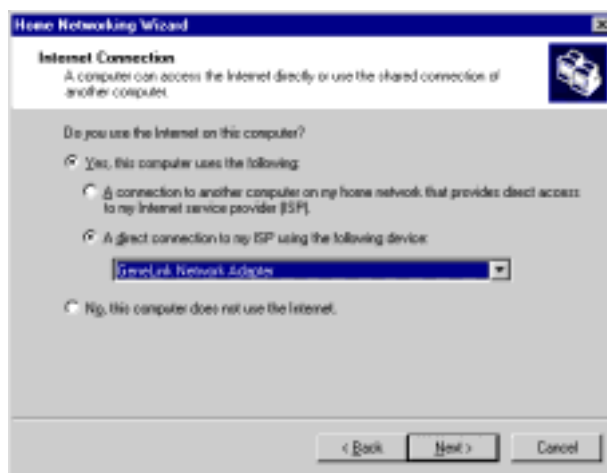 Home Networking Wizard
Internet Connection
A computer can access the Internet directly or use the shared connection of
another computer.
Do you use the Internet on this computer?
Yes, this computer uses the following:
A connection to another computer on my home network that provides direct access
to my Internet service provider (ISP).
A direct connection to my ISP using the following device:
GeneLink Network Adapter
No, this computer does not use the Internet.
< Back
Next >
Cancel